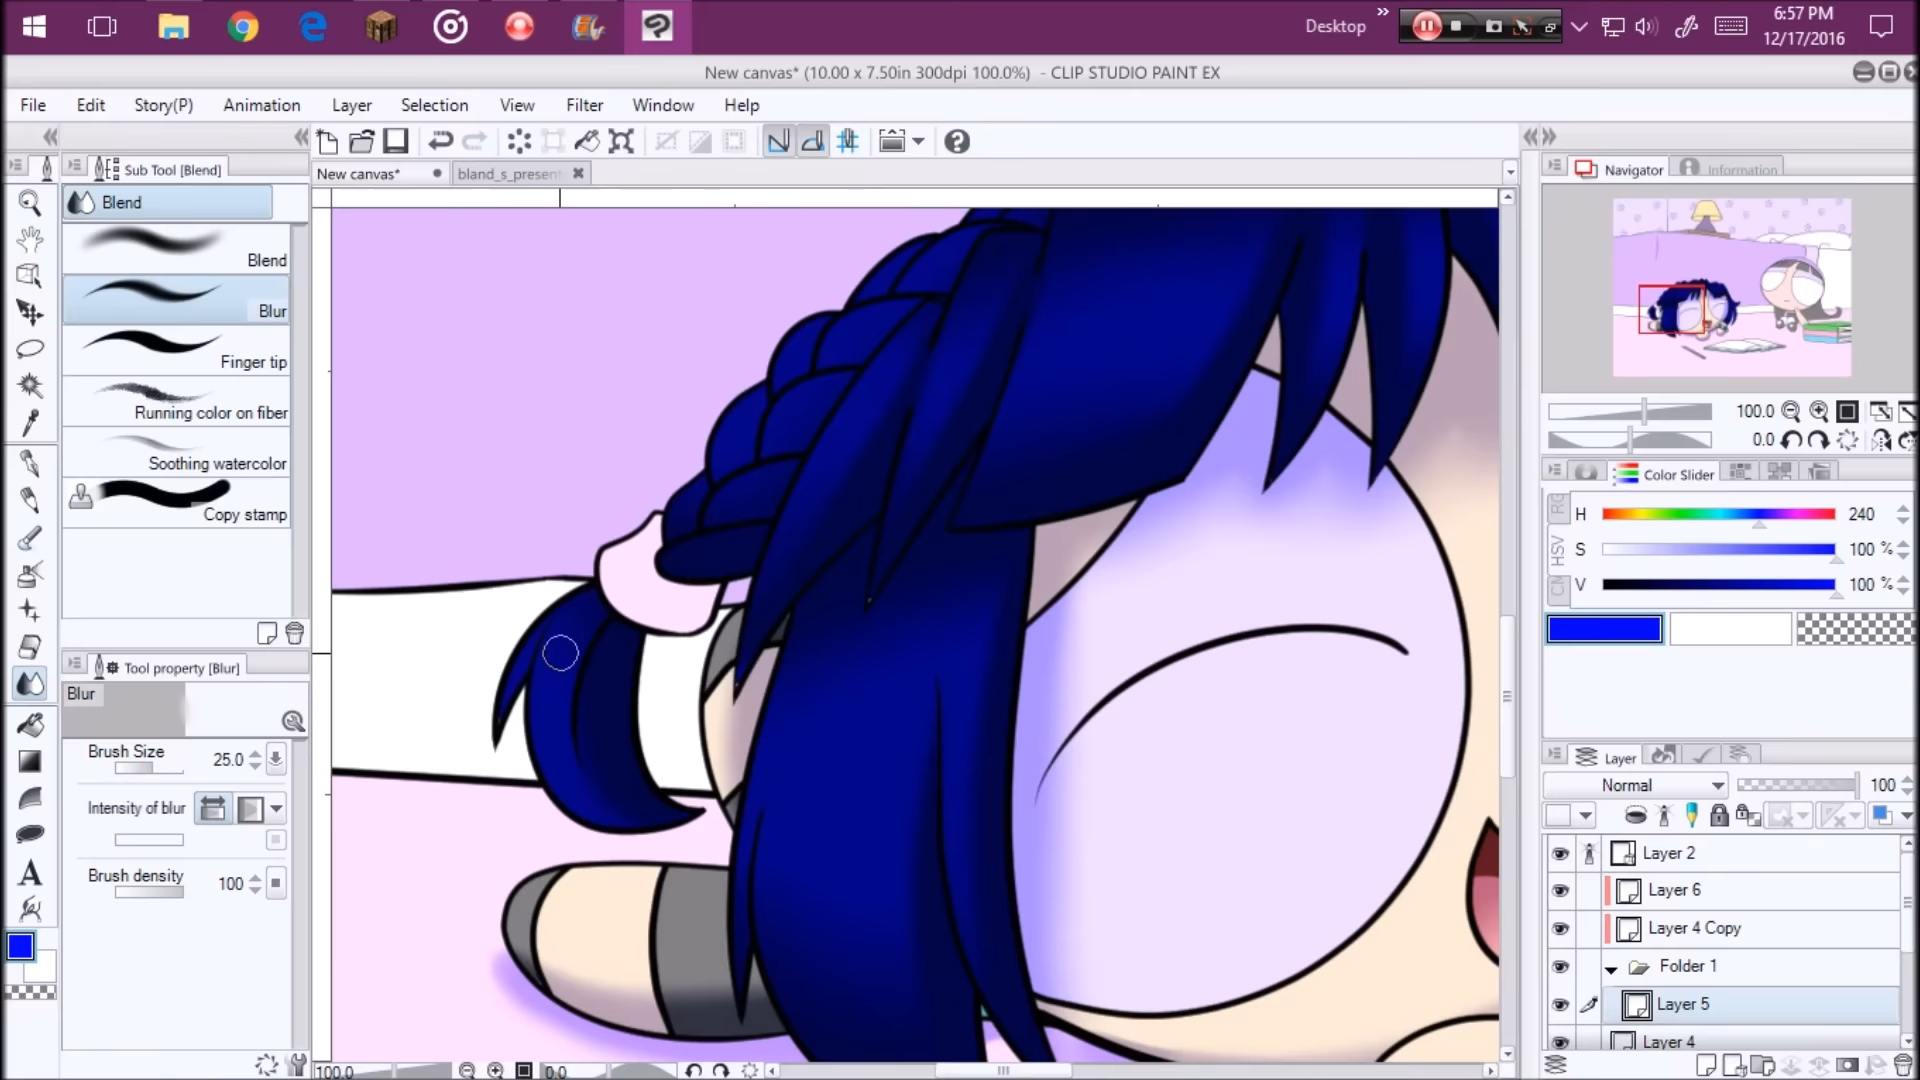 Desktop
6:57 PM
12/17/2016
New canvas* (10.00 x 7.50in 300dpi 100.0%) - CLIP STUDIO PAINT EX
File Edit Story(P) Animation Layer Selection View Filter Window Help
Sub Tool [Blend]
New canvas* bland_s_present
Navigator Information
Blend
Blend
Blur
Finger tip
Running color on fiber
Soothing watercolor
Copy stamp
100.0
0.0
Color Slider
HSV
H 240
S 100 %
V 100 %
Tool property [Blur]
Blur
Brush Size 25.0
Intensity of blur
Brush density 100
Layer
Normal 100
Layer 2
Layer 6
Layer 4 Copy
Folder 1
Layer 5
Layer 4
A
100.0 0.0